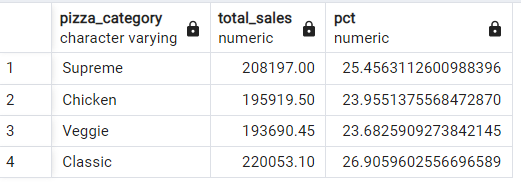 pizza_category total_sales pct
character varying numeric numeric
1 Supreme 208197.00 25.4563112600988396
2 Chicken 195919.50 23.9551375568472870
3 Veggie 193690.45 23.6825909273842145
4 Classic 220053.10 26.9059602556696589